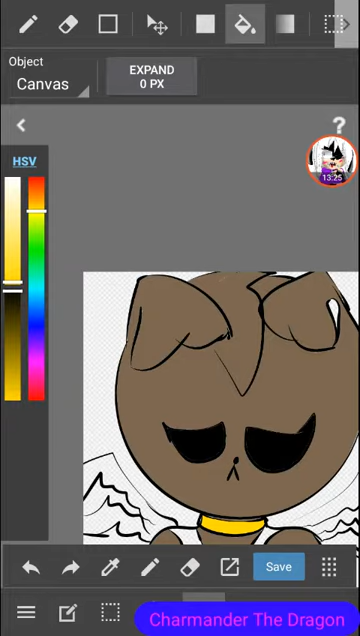 Object
Canvas
EXPAND
0 PX
?
HSV
13:25
Save
Charmander The Dragon